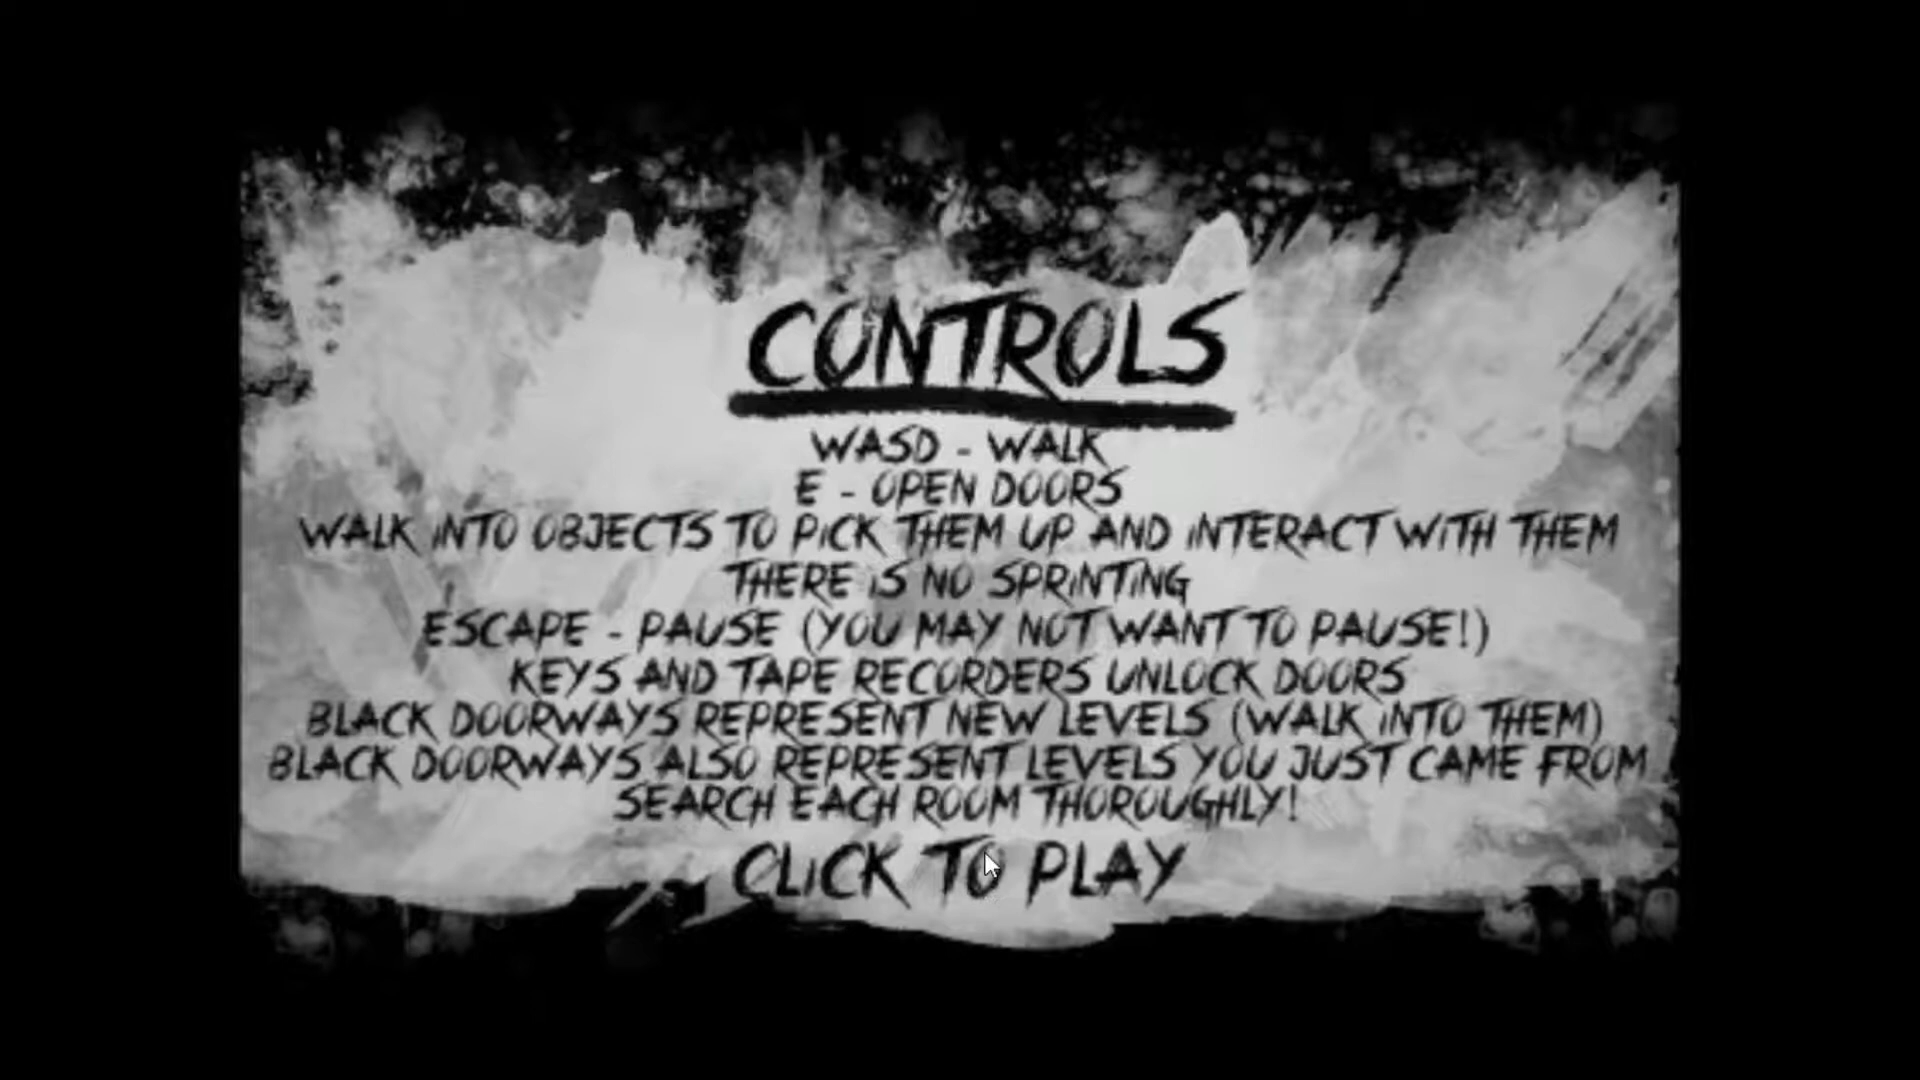 CONTROLS
WASD - WALK
E - OPEN DOORS
WALK INTO OBJECTS TO PICK THEM UP AND INTERACT WITH THEM
THERE IS NO SPRINTING
ESCAPE - PAUSE (YOU MAY NOT WANT TO PAUSE!)
KEYS AND TAPE RECORDERS UNLOCK DOORS
BLACK DOORWAYS REPRESENT NEW LEVELS (WALK INTO THEM)
BLACK DOORWAYS ALSO REPRESENT LEVELS YOU JUST CAME FROM
SEARCH EACH ROOM THOROUGHLY!
CLICK TO PLAY